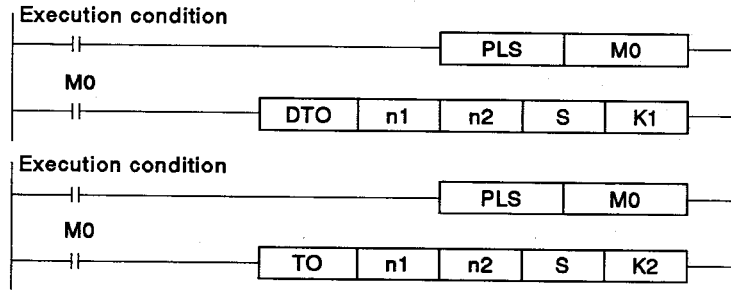 Execution condition
PLS M0
M0
DTO n1 n2 S K1
Execution condition
PLS M0
M0
TO n1 n2 S K2